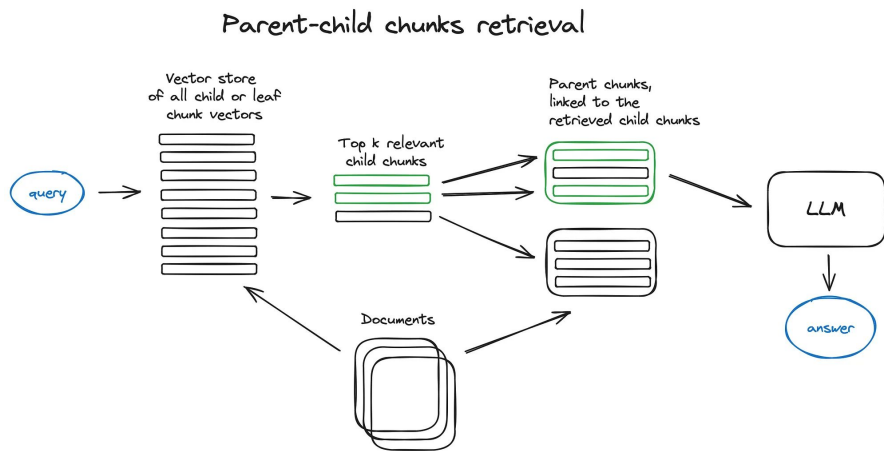 Parent-child chunks retrieval
Vector store
of all child or leaf
chunk vectors
Parent chunks,
linked to the
retrieved child chunks
Top k relevant
child chunks
query
LLM
Documents
answer